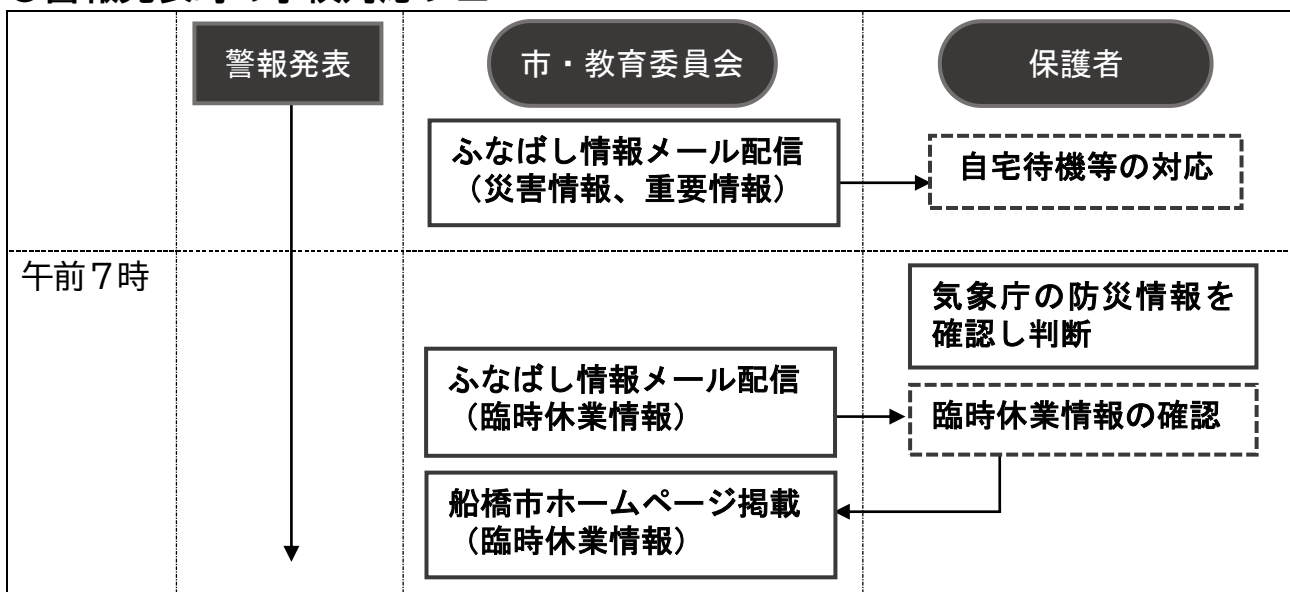 警報発表
市・教育委員会
保護者
ふなばし情報メール配信
（災害情報、重要情報）
自宅待機等の対応
午前７時
気象庁の防災情報を
確認し判断
ふなばし情報メール配信
（臨時休業情報）
臨時休業情報の確認
船橋市ホームページ掲載
（臨時休業情報）